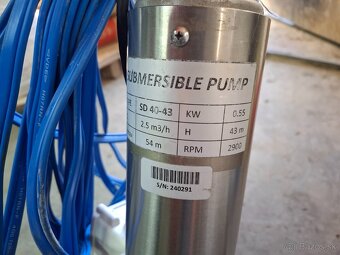 SUBMERSIBLE PUMP
SD 40-43 KW 0.55
2.5 m3/h H 43 m
54 m RPM 2900
S/N: 240291